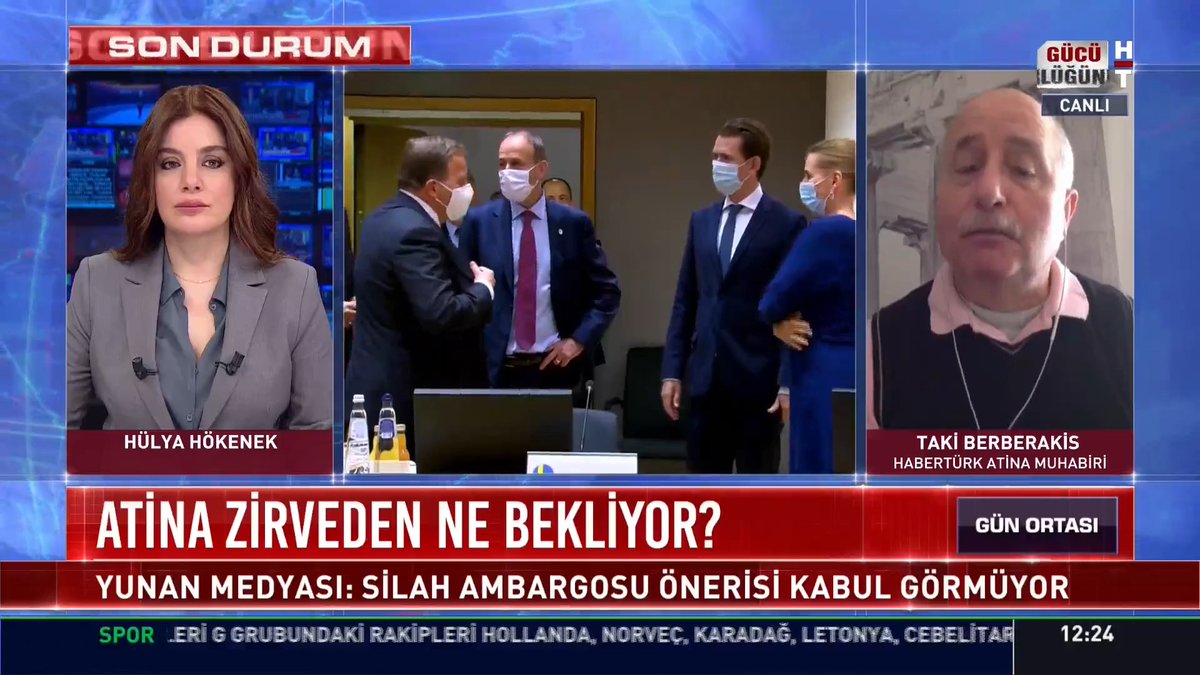 SON DURUM
GÜCÜ
HT
CANLI
HÜLYA HÖKENEK
TAKİ BERBERAKİS
HABERTÜRK ATİNA MUHABİRİ
ATİNA ZİRVEDEN NE BEKLİYOR?
GÜN ORTASI
YUNAN MEDYASI: SİLAH AMBARGOSU ÖNERİSİ KABUL GÖRMÜYOR
SPOR
G GRUBUNDAKİ RAKİPLERİ HOLLANDA, NORVEÇ, KARADAĞ, LETONYA,
12:24